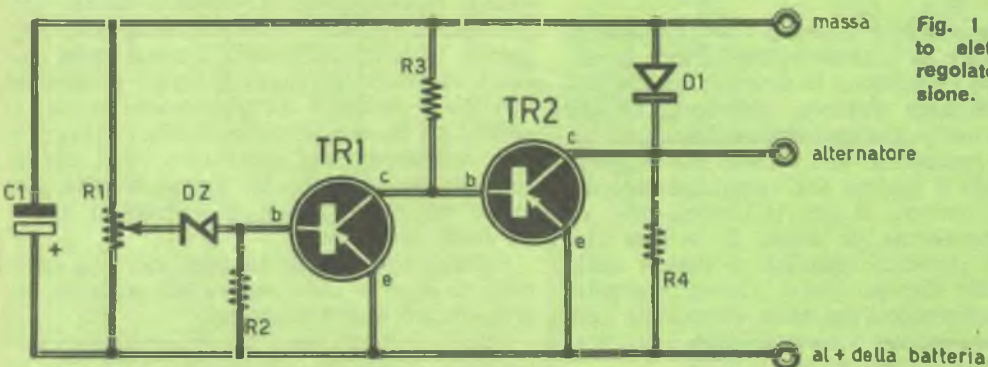 massa
Fig. 1
to elet
regolato
sione.
R3
D1
TR1
TR2
c
c
alternatore
C1
R1
DZ
b
b
+
e
e
R2
R4
al + della batteria